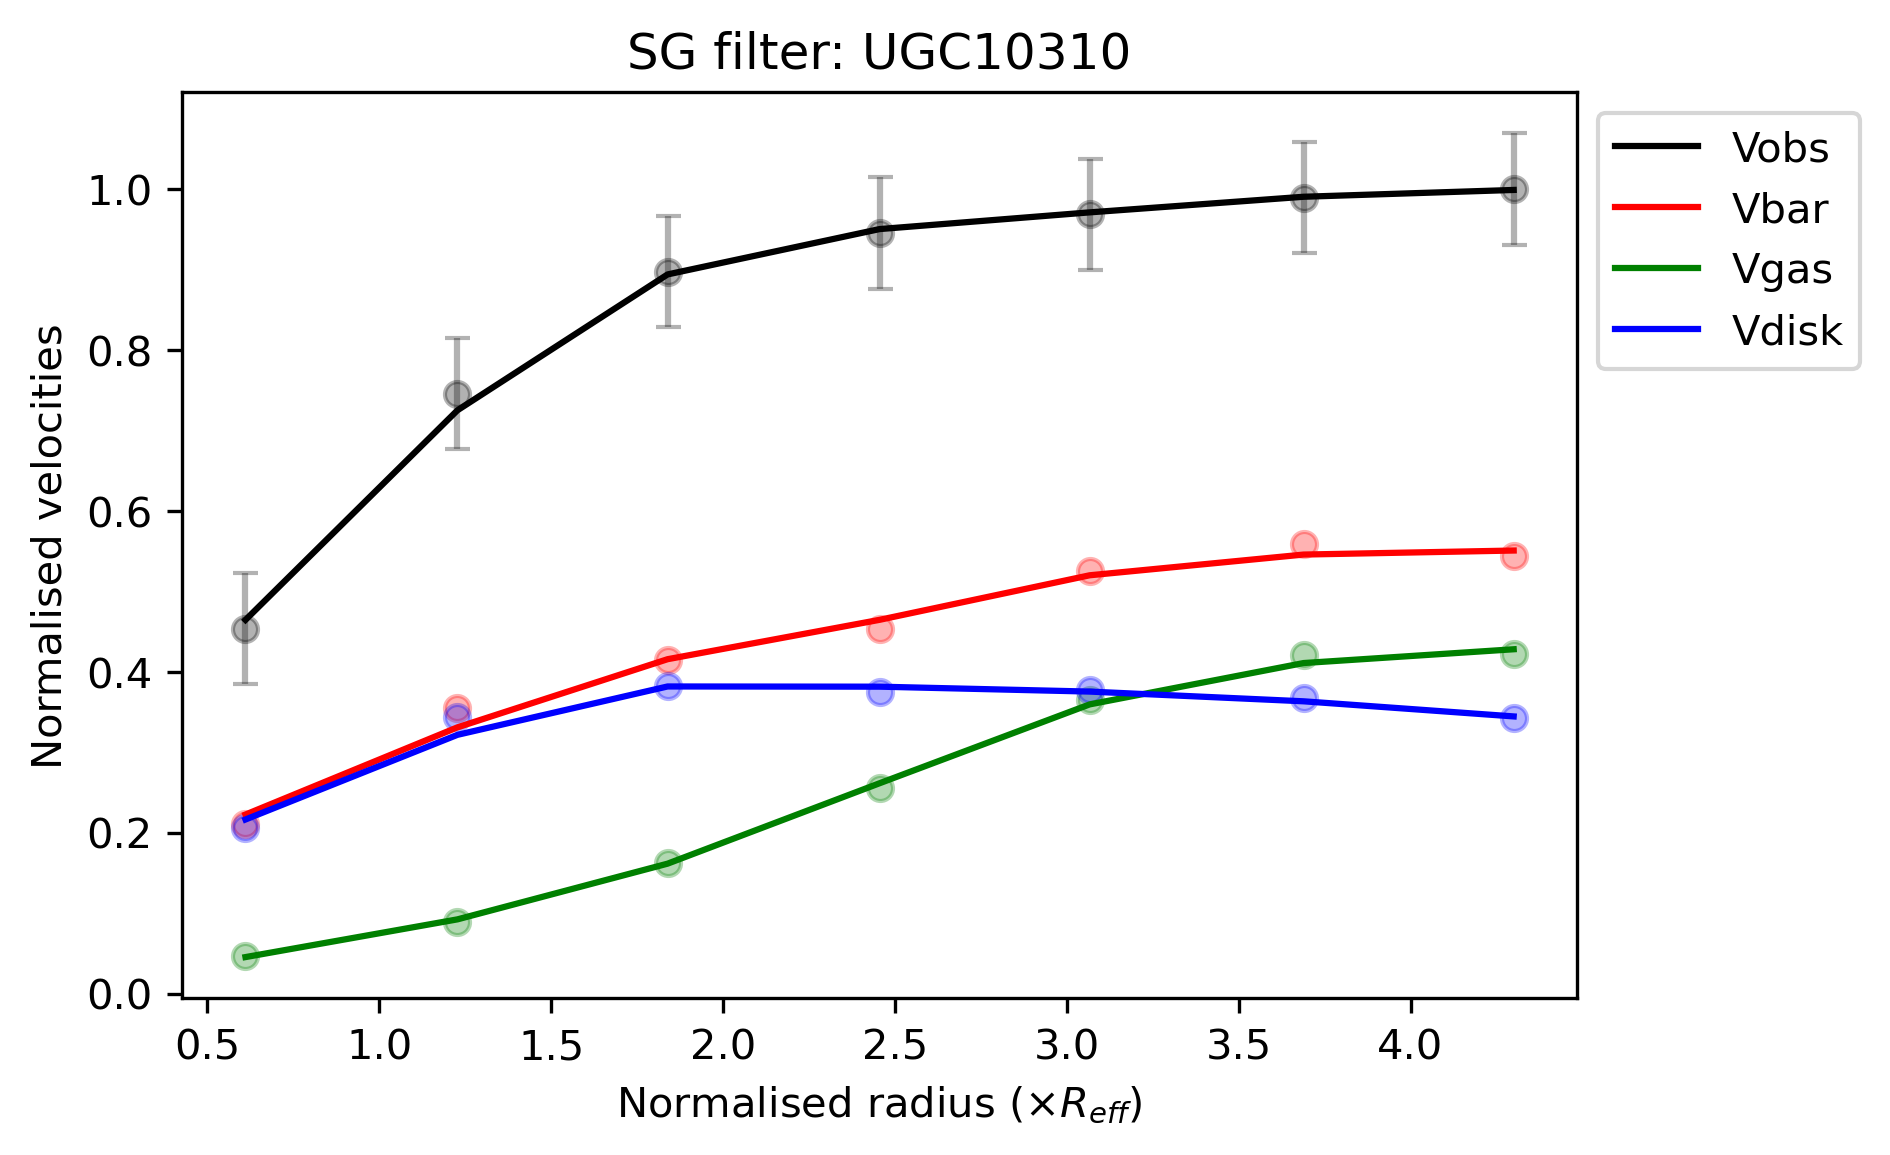 SG filter: UGC10310
Vobs
Vbar
Vgas
Vdisk
Normalised velocities
1.0
0.8
0.6
0.4
0.2
0.0
0.5 1.0 1.5 2.0 2.5 3.0 3.5 4.0
Normalised radius (×R_{eff})